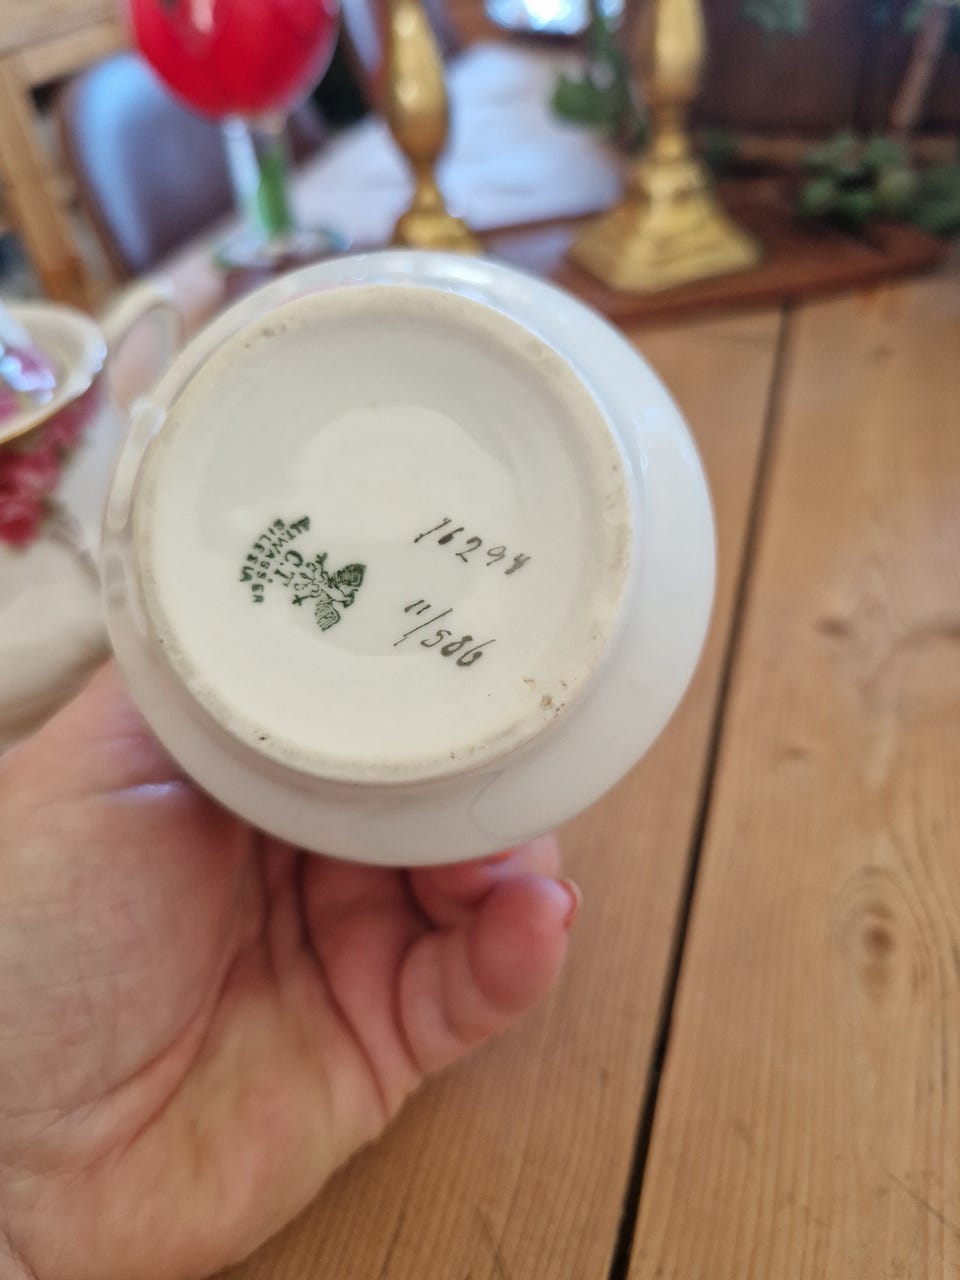 C.T.
ALTWASSER
SILESIA
16294
11/586